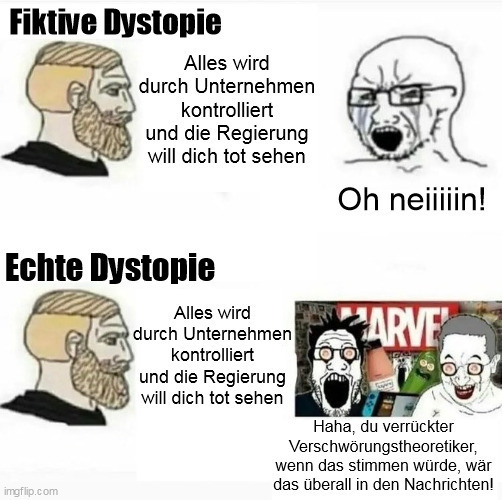 Fiktive Dystopie
Alles wird
durch Unternehmen
kontrolliert
und die Regierung
will dich tot sehen
Oh neiiiiin!
Echte Dystopie
Alles wird
durch Unternehmen
kontrolliert
und die Regierung
will dich tot sehen
MARVEL
Haha, du verrückter
Verschwörungstheoretiker,
wenn das stimmen würde, wär
das überall in den Nachrichten!
imgflip.com